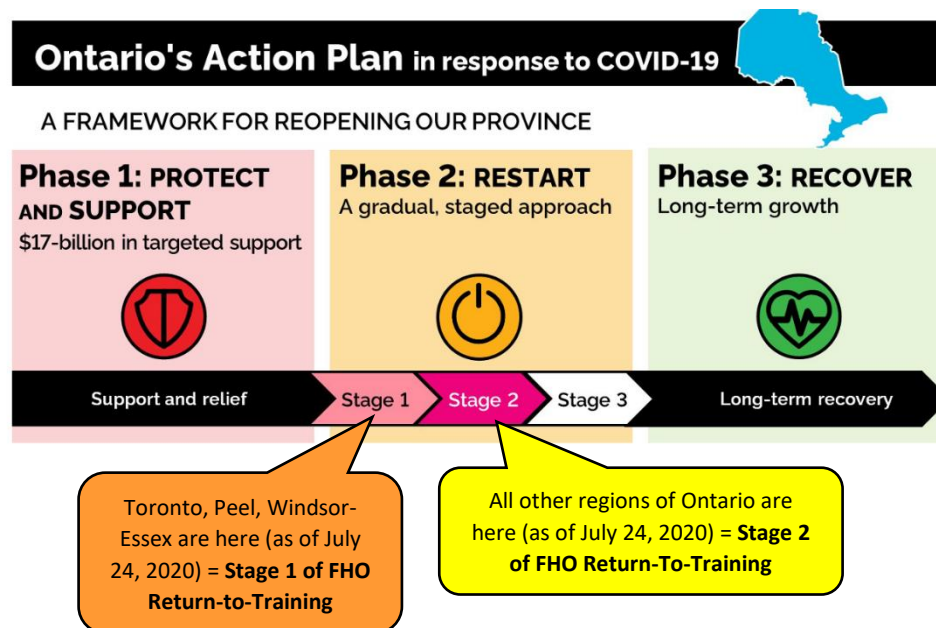 Ontario's Action Plan in response to COVID-19
A FRAMEWORK FOR REOPENING OUR PROVINCE
Phase 1: PROTECT
AND SUPPORT
$17-billion in targeted support
Phase 2: RESTART
A gradual, staged approach
Phase 3: RECOVER
Long-term growth
Support and relief
Stage 1
Stage 2
Stage 3
Long-term recovery
Toronto, Peel, Windsor-
Essex are here (as of July
24, 2020) = Stage 1 of FHO
Return-to-Training
All other regions of Ontario are
here (as of July 24, 2020) = Stage 2
of FHO Return-To-Training